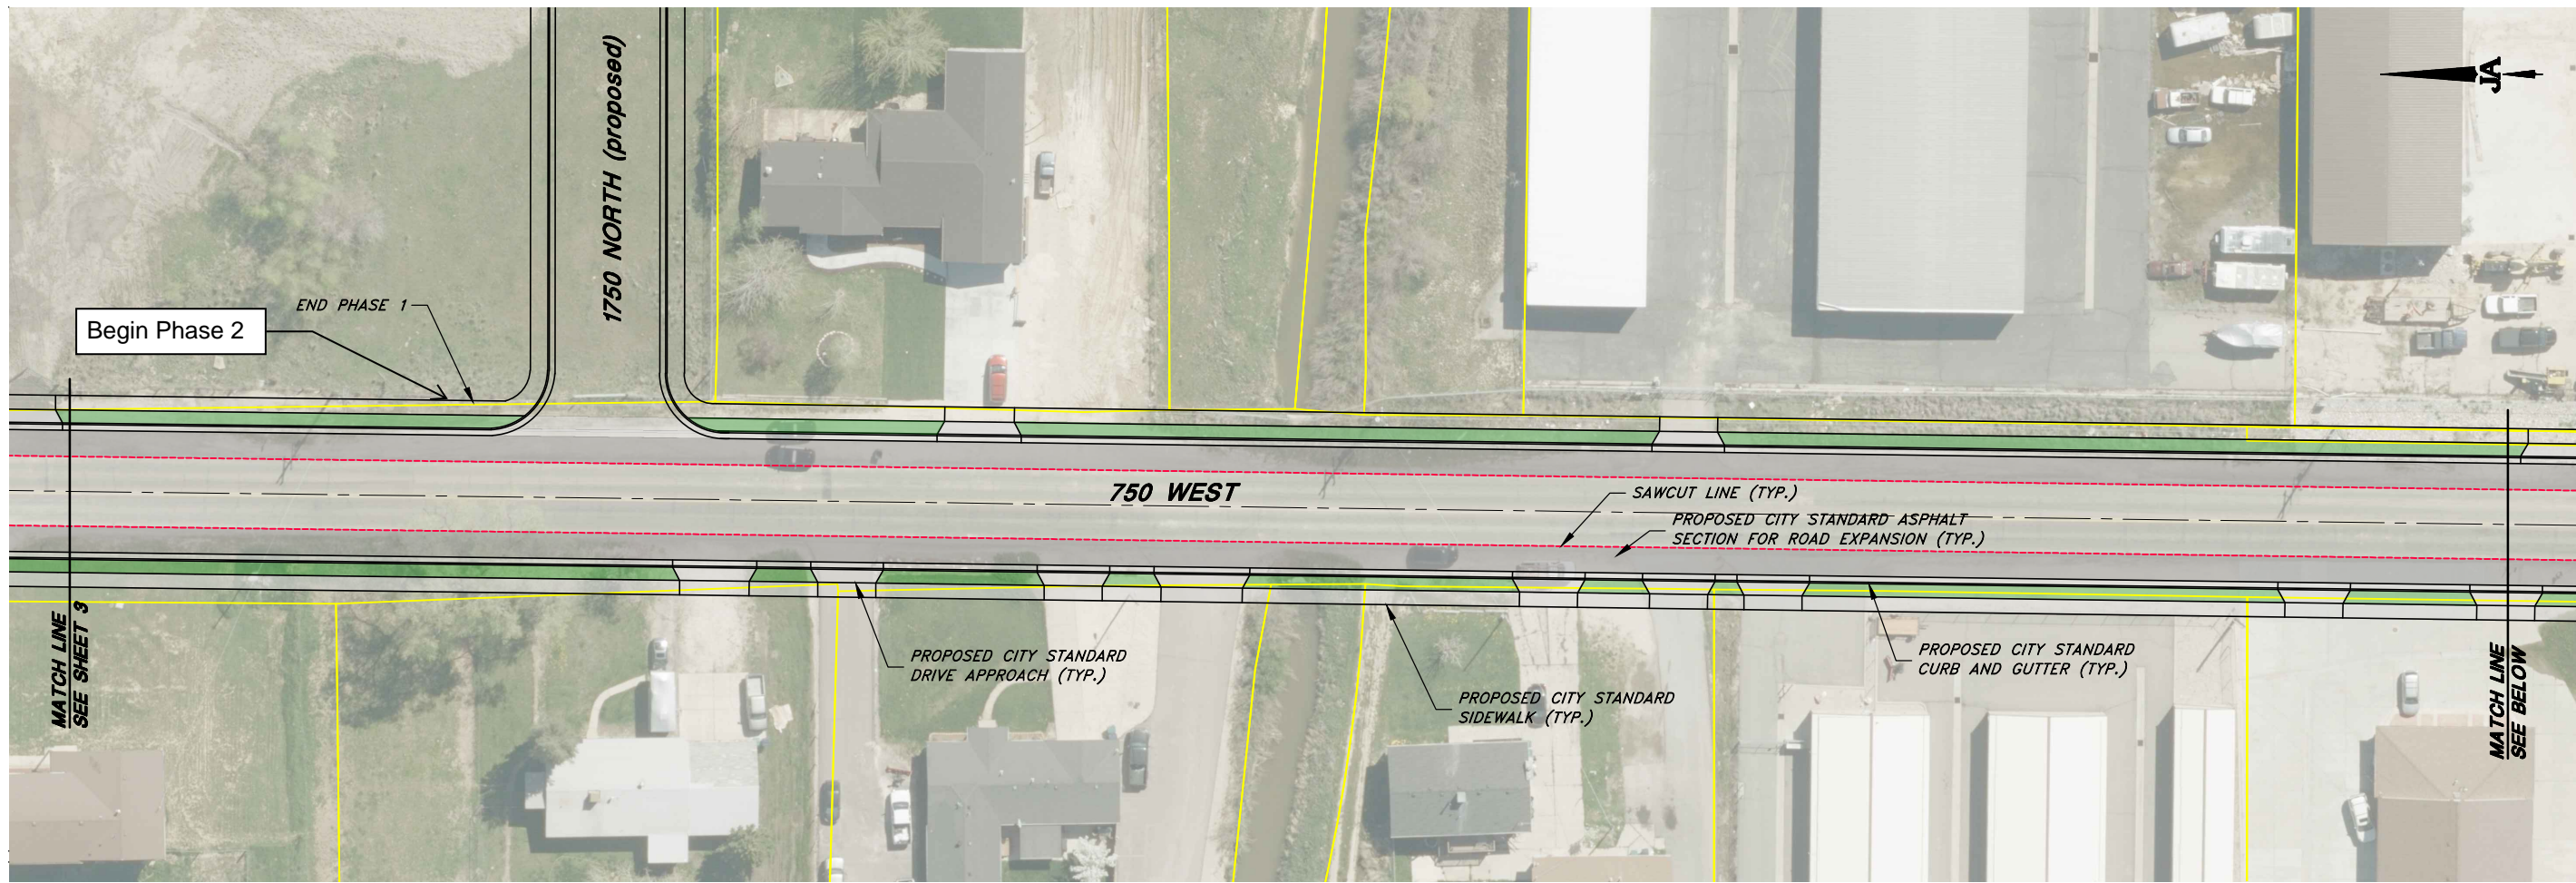 1750 NORTH (proposed)
JA
END PHASE 1
Begin Phase 2
750 WEST
SAWCUT LINE (TYP.)
PROPOSED CITY STANDARD ASPHALT
SECTION FOR ROAD EXPANSION (TYP.)
MATCH LINE
SEE SHEET 3
PROPOSED CITY STANDARD
DRIVE APPROACH (TYP.)
PROPOSED CITY STANDARD
SIDEWALK (TYP.)
PROPOSED CITY STANDARD
CURB AND GUTTER (TYP.)
MATCH LINE
SEE BELOW